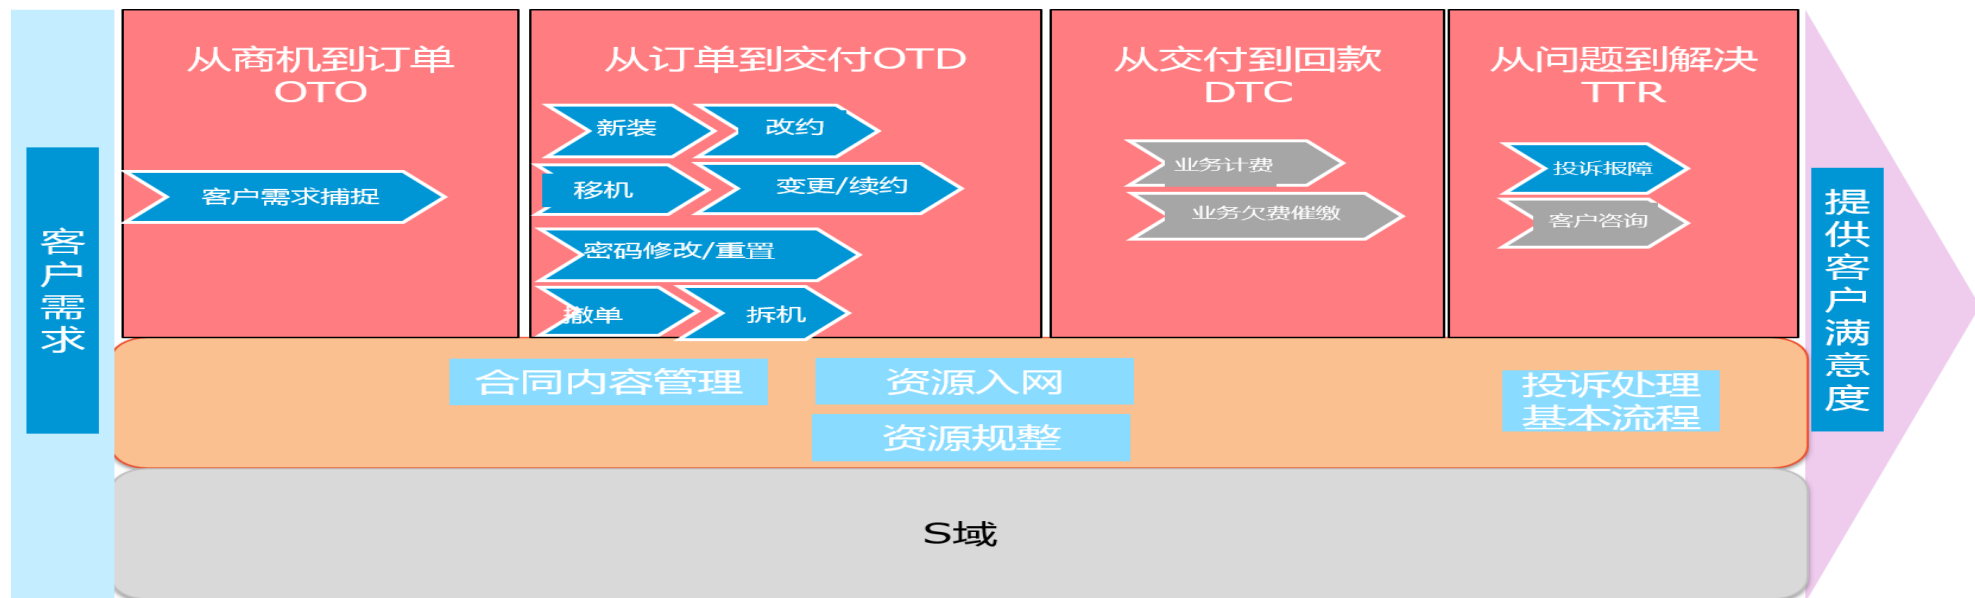 客户需求
从商机到订单
OTO
客户需求捕捉
从订单到交付OTD
新装
改约
移机
变更/续约
密码修改/重置
撤单
拆机
从交付到回款
DTC
业务计费
业务欠费催缴
从问题到解决
TTR
投诉报障
客户咨询
合同内容管理
资源入网
资源规整
投诉处理
基本流程
S域
提供客户满意度